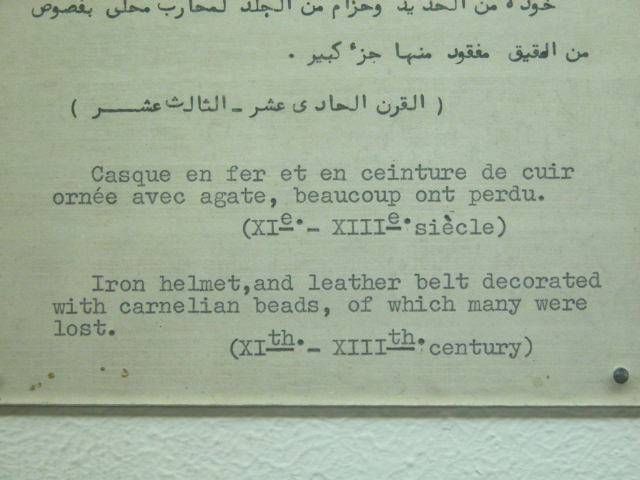 خوذة من الحديد وحزام من الجلد لمحارب محلى بفصوص
من العقيق مفقود منها جزء كبير .
( القرن الحادى عشر - الثالث عشر )
Casque en fer et en ceinture de cuir
ornée avec agate, beaucoup ont perdu.
(XIe.- XIIIe.siècle)
Iron helmet,and leather belt decorated
with carnelian beads, of which many were
lost.
(XIth.- XIIIth.century)